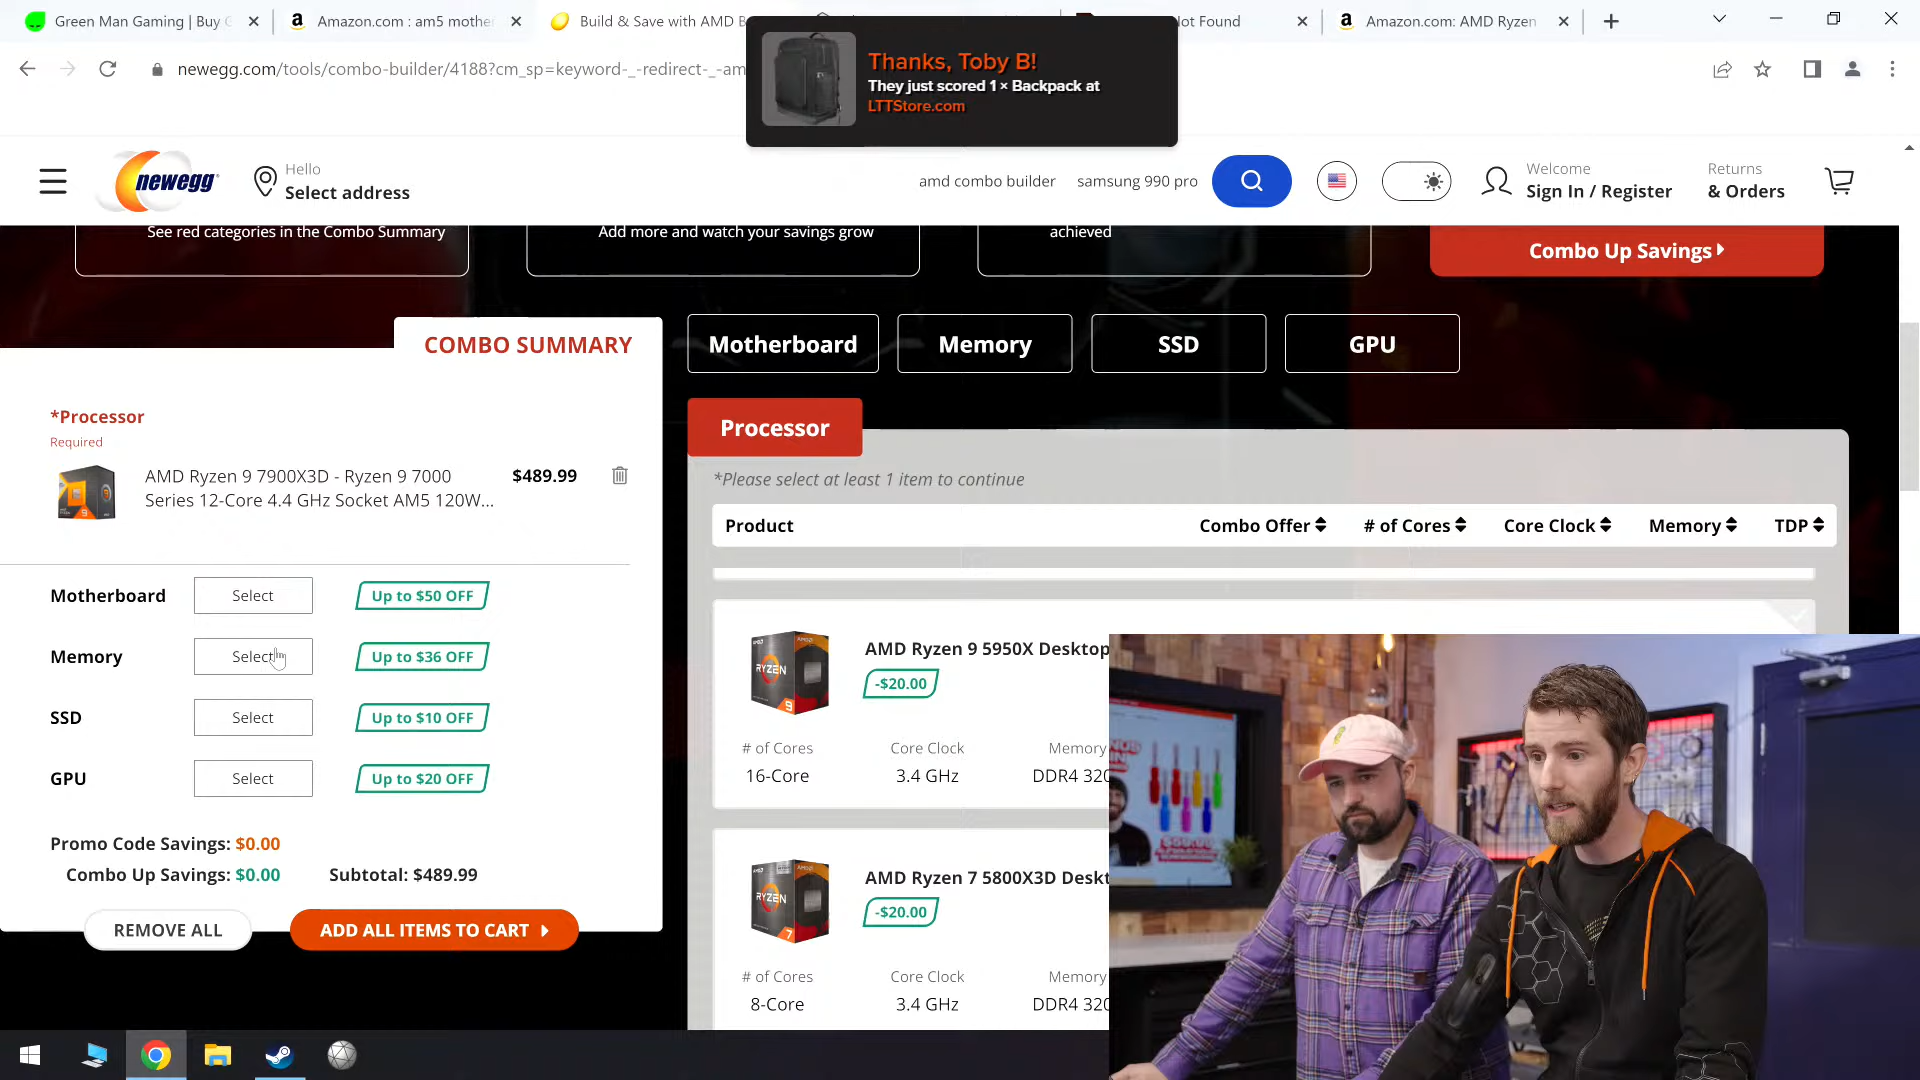 Green Man Gaming | Buy G
Amazon.com : am5 mothe
Build & Save with AMD B
ot Found
Amazon.com: AMD Ryzen
newegg.com/tools/combo-builder/4188?cm_sp=keyword-_-redirect-_-am
Thanks, Toby B!
They just scored 1 × Backpack at
LTTStore.com
newegg
Hello
Select address
amd combo builder
samsung 990 pro
Welcome
Sign In / Register
Returns
& Orders
See red categories in the Combo Summary
Add more and watch your savings grow
achieved
Combo Up Savings
COMBO SUMMARY
Motherboard
Memory
SSD
GPU
*Processor
Required
AMD Ryzen 9 7900X3D - Ryzen 9 7000
Series 12-Core 4.4 GHz Socket AM5 120W...
$489.99
Motherboard
Select
Up to $50 OFF
Memory
Select
Up to $36 OFF
SSD
Select
Up to $10 OFF
GPU
Select
Up to $20 OFF
Promo Code Savings: $0.00
Combo Up Savings: $0.00
Subtotal: $489.99
REMOVE ALL
ADD ALL ITEMS TO CART
Processor
*Please select at least 1 item to continue
Product
Combo Offer
# of Cores
Core Clock
Memory
TDP
RYZEN
9
AMD Ryzen 9 5950X Desktop
-$20.00
# of Cores
Core Clock
Memory
16-Core
3.4 GHz
DDR4 320
RYZEN
7
AMD Ryzen 7 5800X3D Deskt
-$20.00
# of Cores
Core Clock
Memory
8-Core
3.4 GHz
DDR4 320